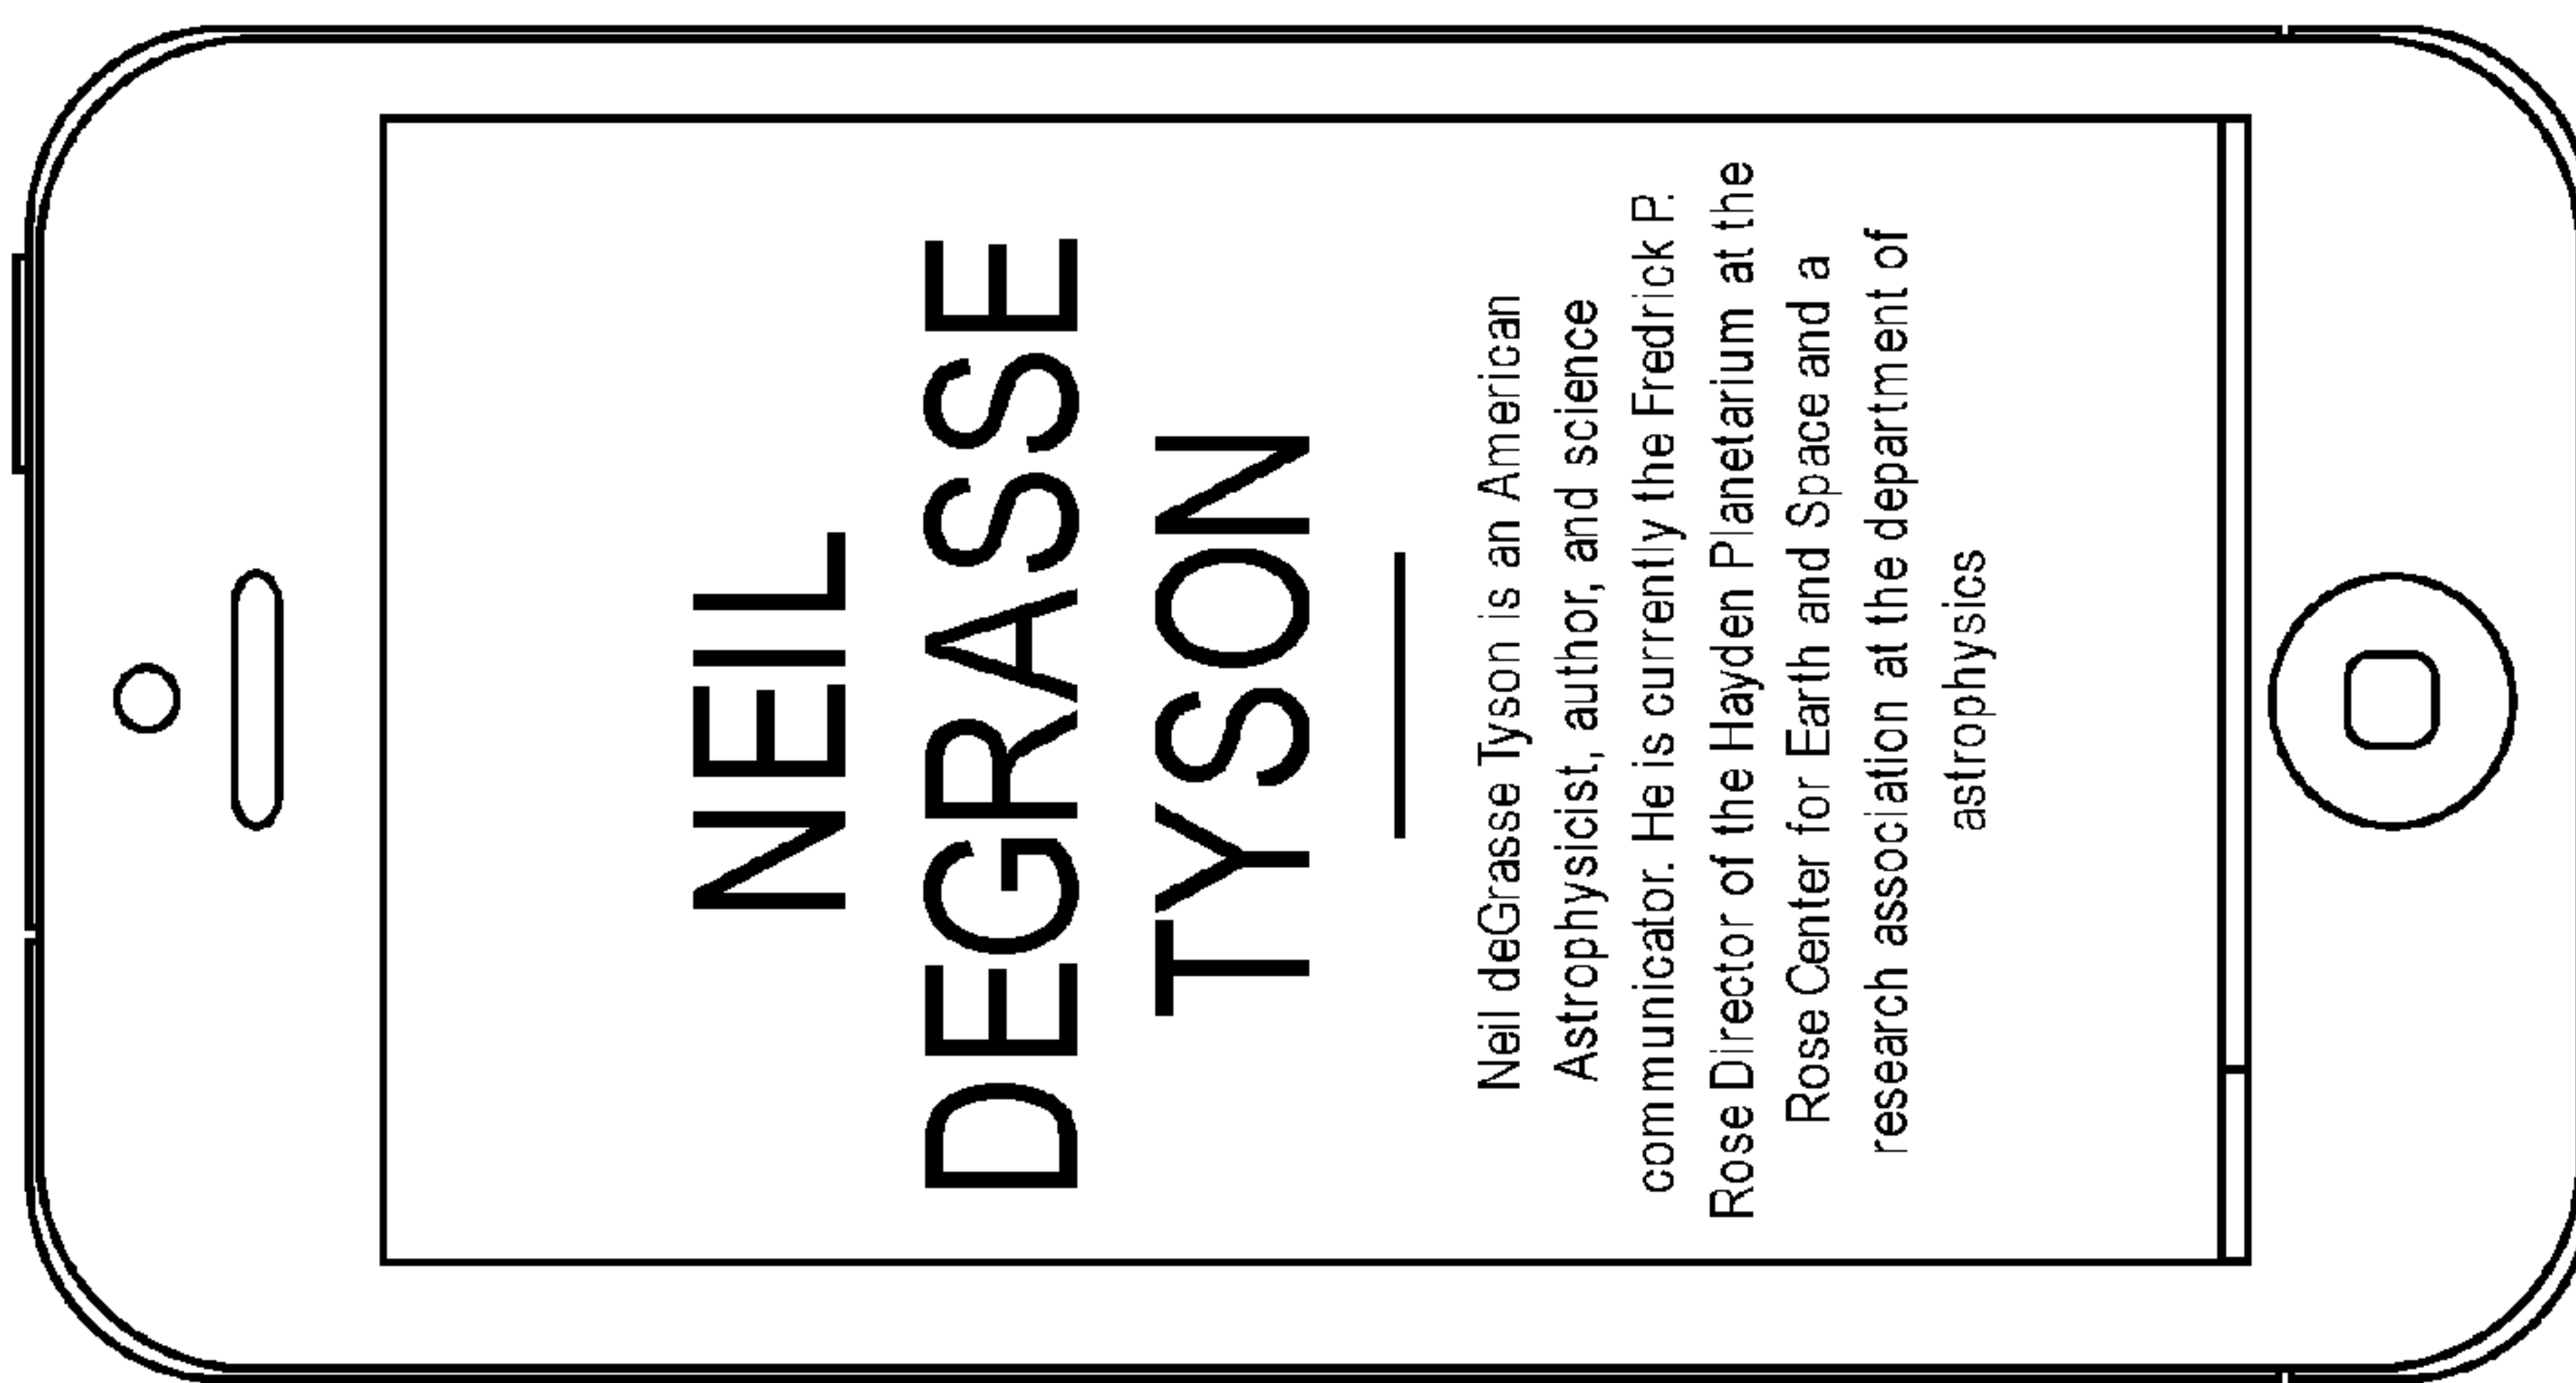 NEIL
DEGRASSE
TYSON
Neil deGrasse Tyson is an American
Astrophysicist, author, and science
communicator. He is currently the Fredrick P.
Rose Director of the Hayden Planetarium at the
Rose Center for Earth and Space and a
research association at the department of
astrophysics